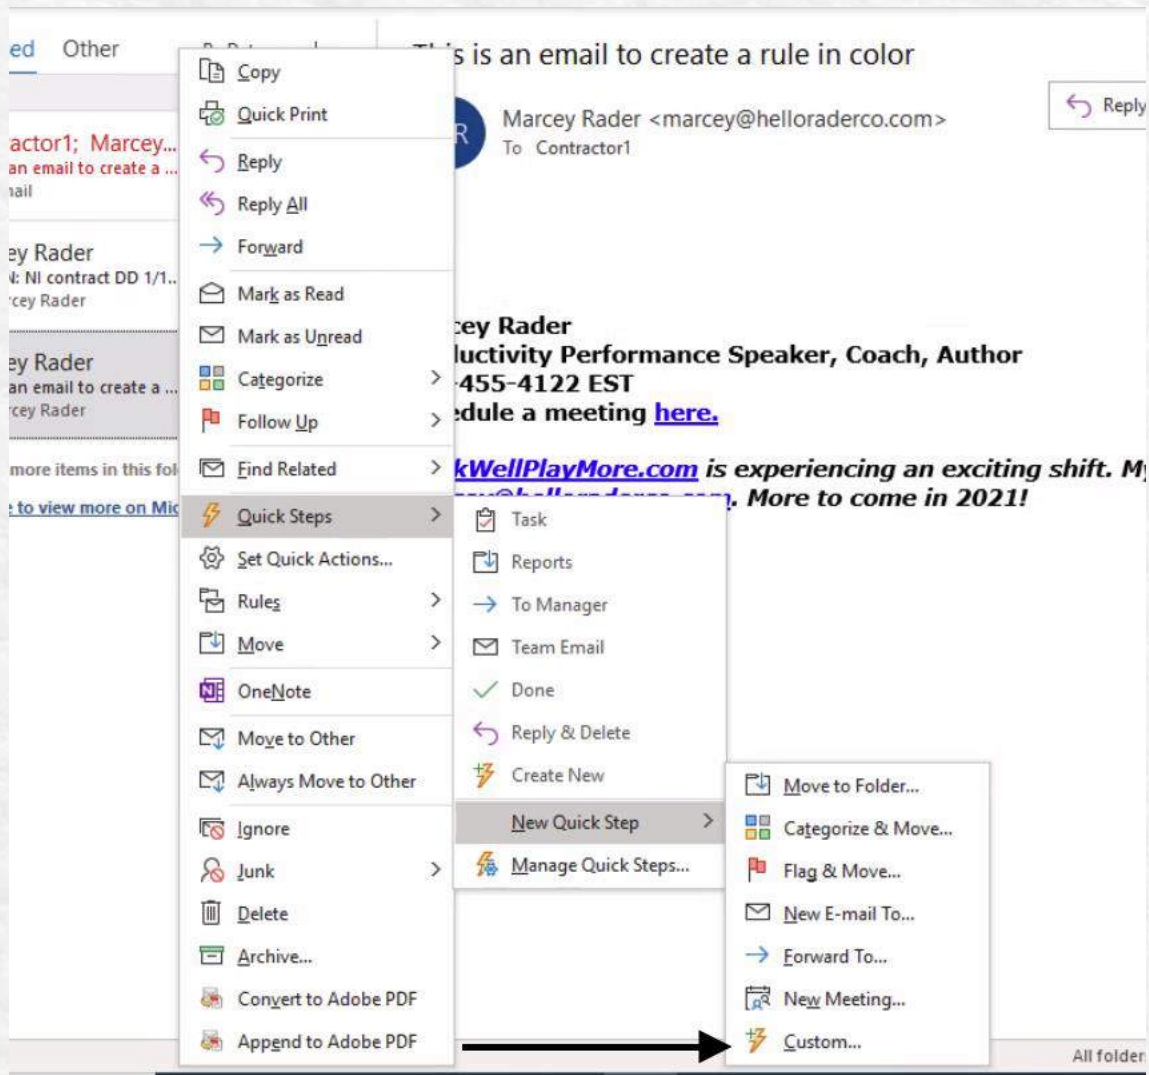 ed Other
This is an email to create a rule in color
Marcey Rader <marcey@helloraderco.com>
To Contractor1
Reply
actor1; Marcey...
an email to create a ...
nail
ey Rader
N: NI contract DD 1/1..
rcey Rader
ey Rader
an email to create a ...
rcey Rader
more items in this fol
e to view more on Mic
Copy
Quick Print
Reply
Reply All
Forward
Mark as Read
Mark as Unread
Categorize
Follow Up
Find Related
Quick Steps
Set Quick Actions...
Rules
Move
OneNote
Move to Other
Always Move to Other
Ignore
Junk
Delete
Archive...
Convert to Adobe PDF
Append to Adobe PDF
cey Rader
luctivity Performance Speaker, Coach, Author
-455-4122 EST
edule a meeting here.
kWellPlayMore.com is experiencing an exciting shift. My
. More to come in 2021!
Task
Reports
To Manager
Team Email
Done
Reply & Delete
Create New
New Quick Step
Manage Quick Steps...
Move to Folder...
Categorize & Move...
Flag & Move...
New E-mail To...
Forward To...
New Meeting...
Custom...
All folder